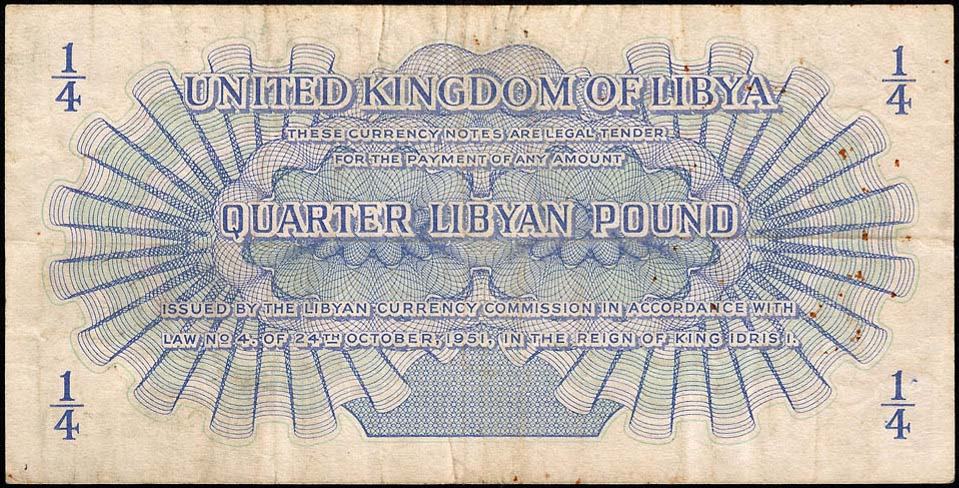 1/4 1/4
UNITED KINGDOM OF LIBYA
THESE CURRENCY NOTES ARE LEGAL TENDER
FOR THE PAYMENT OF ANY AMOUNT
QUARTER LIBYAN POUND
ISSUED BY THE LIBYAN CURRENCY COMMISSION IN ACCORDANCE WITH
LAW Nº 4. OF 24TH OCTOBER, 1951, IN THE REIGN OF KING IDRIS I.
1/4 1/4